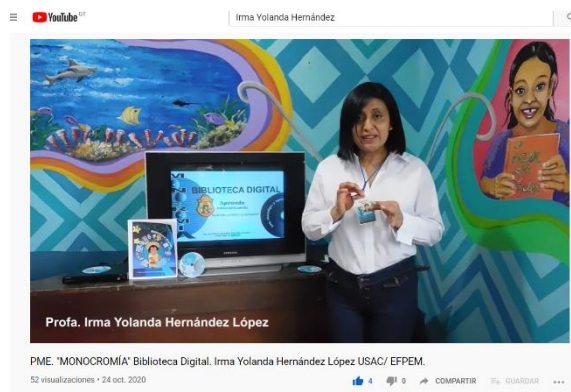 YouTube GT
Irma Yolanda Hernández
BIBLIOTECA DIGITAL
Profa. Irma Yolanda Hernández López
PME. "MONOCROMÍA" Biblioteca Digital. Irma Yolanda Hernández López USAC/ EFPEM.
52 visualizaciones • 24 oct. 2020
4
0
COMPARTIR
GUARDAR